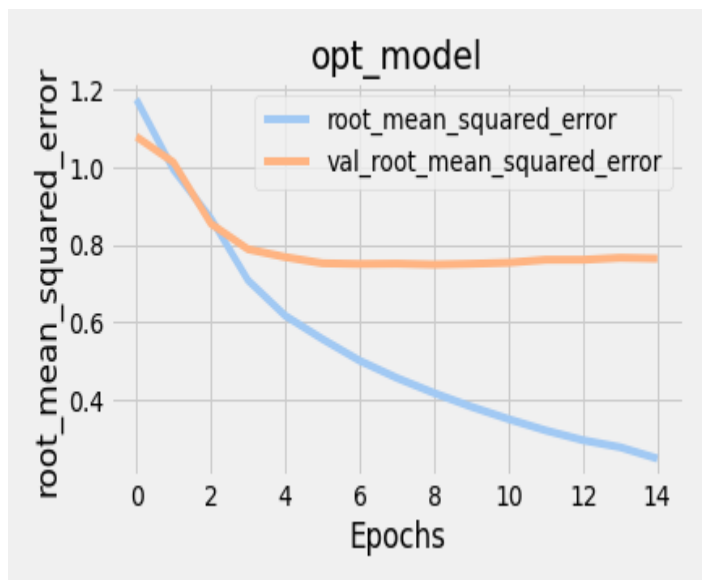 opt_model
root_mean_squared_error
root_mean_squared_error
val_root_mean_squared_error
1.2
1.0
0.8
0.6
0.4
0 2 4 6 8 10 12 14
Epochs